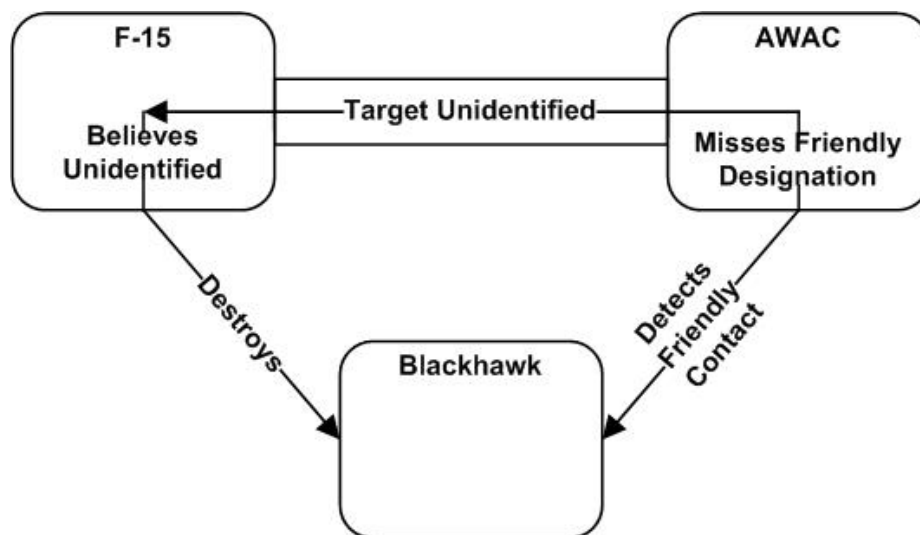 F-15
AWAC
Target Unidentified
Believes
Unidentified
Misses Friendly
Designation
Destroys
Detects
Friendly
Contact
Blackhawk